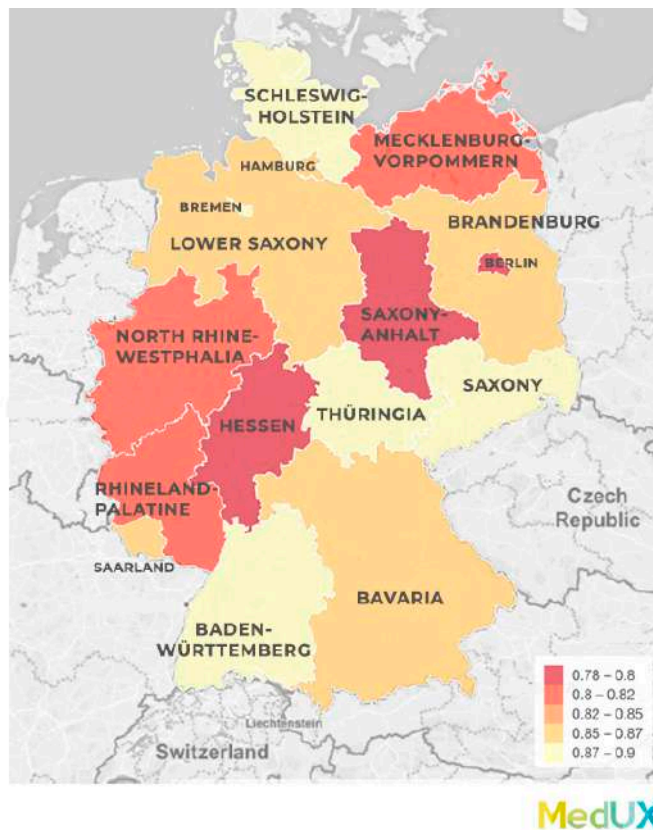 SCHLESWIG-
HOLSTEIN
MECKLENBURG-
VORPOMMERN
HAMBURG
BREMEN
LOWER SAXONY
BRANDENBURG
BERLIN
SAXONY-
ANHALT
NORTH RHINE-
WESTPHALIA
SAXONY
THÜRINGIA
HESSEN
RHINELAND-
PALATINE
Czech
Republic
SAARLAND
BAVARIA
BADEN-
WÜRTTEMBERG
Liechtenstein
Switzerland
0.78 – 0.8
0.8 – 0.82
0.82 – 0.85
0.85 – 0.87
0.87 – 0.9
MedUX